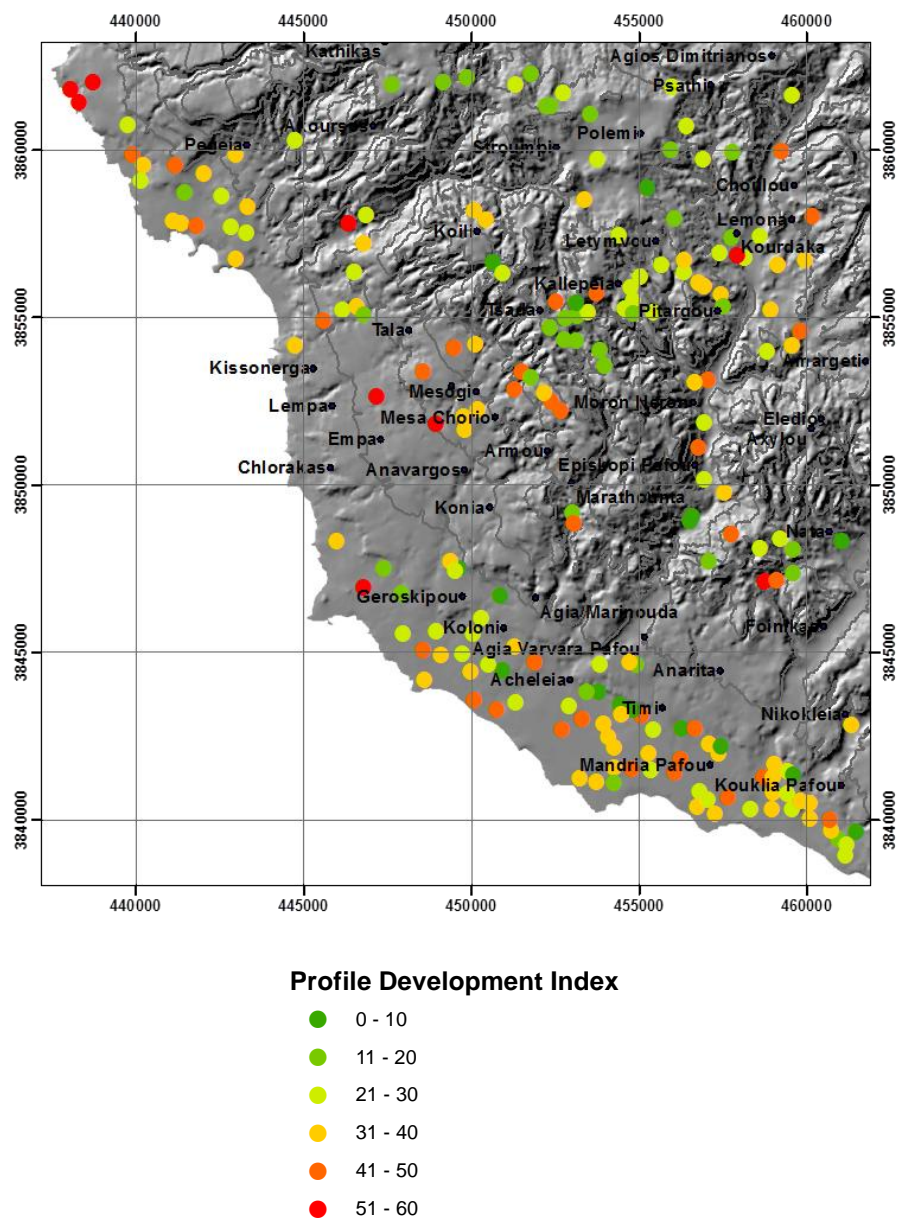 440000 445000 450000 455000 460000
Kathikas
Agios Dimitrianos
Psathi
Akoursos
Polemi
Pegeia
Stroumpi
3860000 3860000
Choulou
Lemona
Koili
Letymvou
Kourdaka
Kallepeia
Tsada
Pitargou
3855000 3855000
Tala
Amargeti
Kissonerga
Mesogi
Lempa
Moron Neron
Mesa Chorio
Eledio
Empa
Axylou
Armou
Chlorakas
Anavargos
Episkopi Pafou
3850000 3850000
Marathounta
Konia
Nata
Geroskipou
Agia Marinouda
Foinikas
Koloni
3845000 3845000
Agia Varvara Pafou
Acheleia
Anarita
Timi
Nikokleia
Mandria Pafou
Kouklia Pafou
3840000 3840000
440000 445000 450000 455000 460000
Profile Development Index
0 - 10
11 - 20
21 - 30
31 - 40
41 - 50
51 - 60